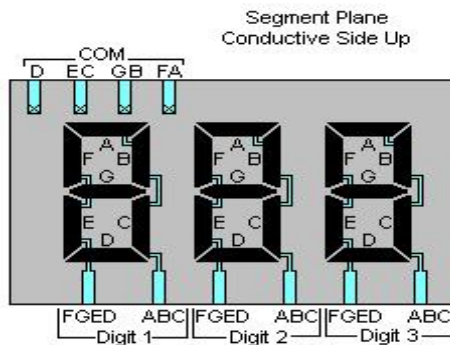 Segment Plane
Conductive Side Up
COM
D EC GB FA
A A A
F B F B F B
G G G
E C E C E C
D D D
FGED ABC FGED ABC FGED ABC
Digit 1 Digit 2 Digit 3